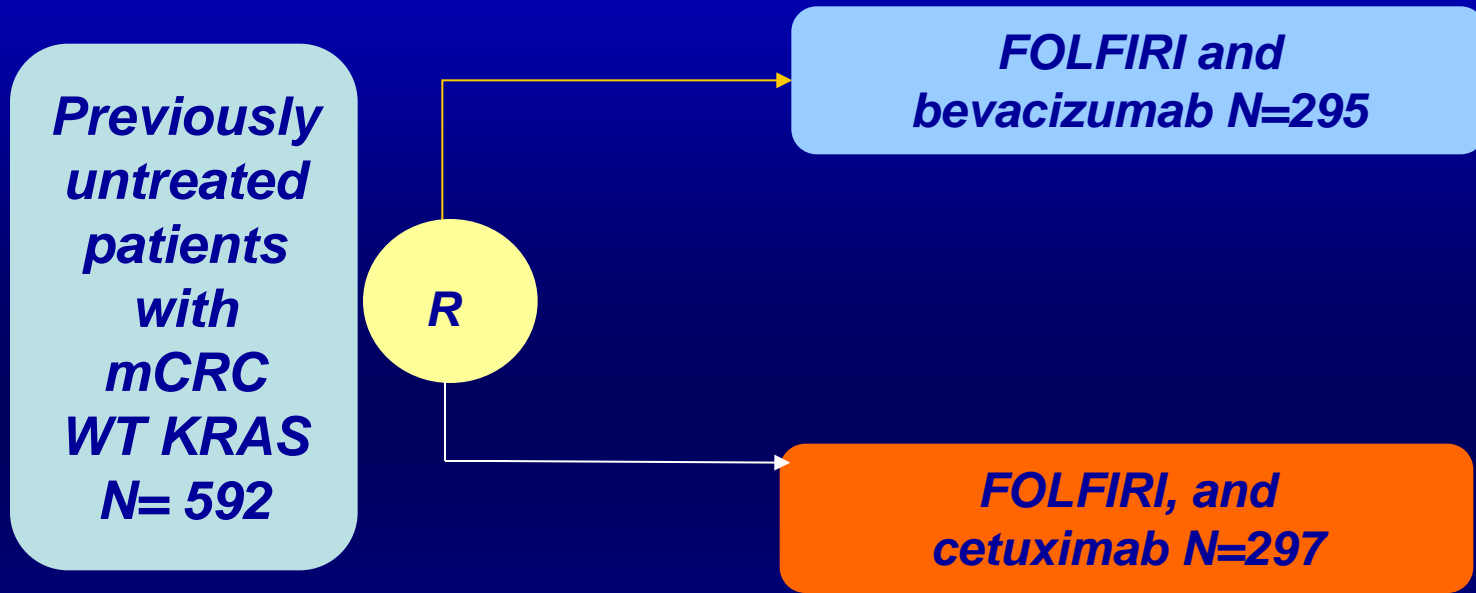 Previously
untreated
patients
with
mCRC
WT KRAS
N= 592
R
FOLFIRI and
bevacizumab N=295
FOLFIRI, and
cetuximab N=297